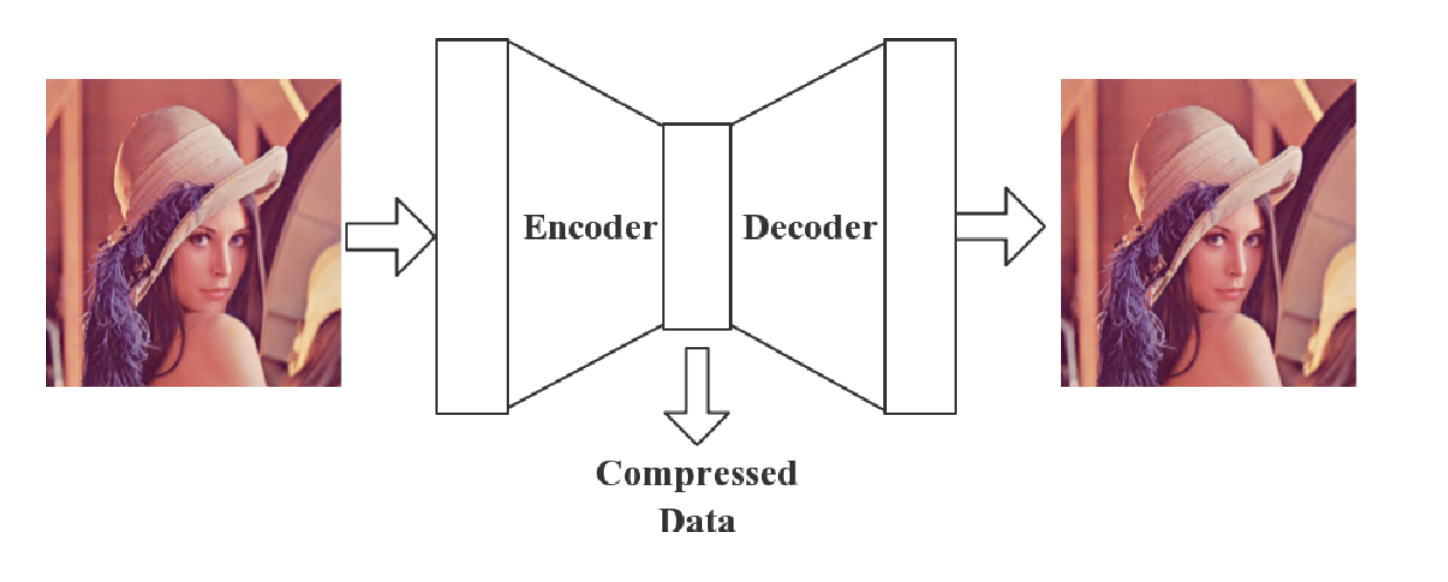 Encoder
Decoder
Compressed
Data